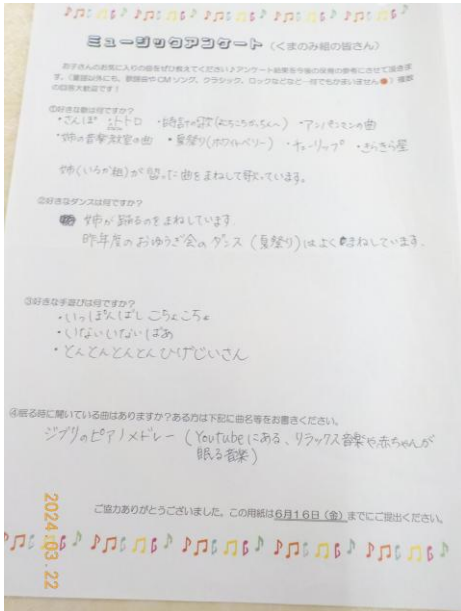 ミュージックアンケート（くまのみ組の皆さん）
お子さんのお気に入りの曲をぜひ教えてください♪アンケート結果を今後の保育の参考にさせて頂きま
す。（童謡以外にも、歌謡曲やCMソング、クラシック、ロックなどなど…何でもかまいません）複数
の回答大歓迎です！
①好きな歌は何ですか？
・さんぽ ・トトロ ・アンパンマンの曲
・姉の音楽教室の曲 ・夏祭り(ホワイトベリー) ・チューリップ ・きらきら星
姉(いるか組)が習った曲をまねして歌っています。
②好きなダンスは何ですか？
姉が踊るのをまねしています。
昨年度のおゆうぎ会のダンス（夏祭り)はよくまねしています。
③好きな手遊びは何ですか？
・いっぽんばし こちょこちょ
・いないいないばあ
・とんとんとんとんひげじいさん
④眠る時に聞いている曲はありますか？ある方は下記に曲名等をお書きください。
ジブリのピアノメドレー（Youtubeにある、リラックス音楽や赤ちゃんが
眠る音楽）
ご協力ありがとうございました。この用紙は6月16日（金）までにご提出ください。
2024.03.22